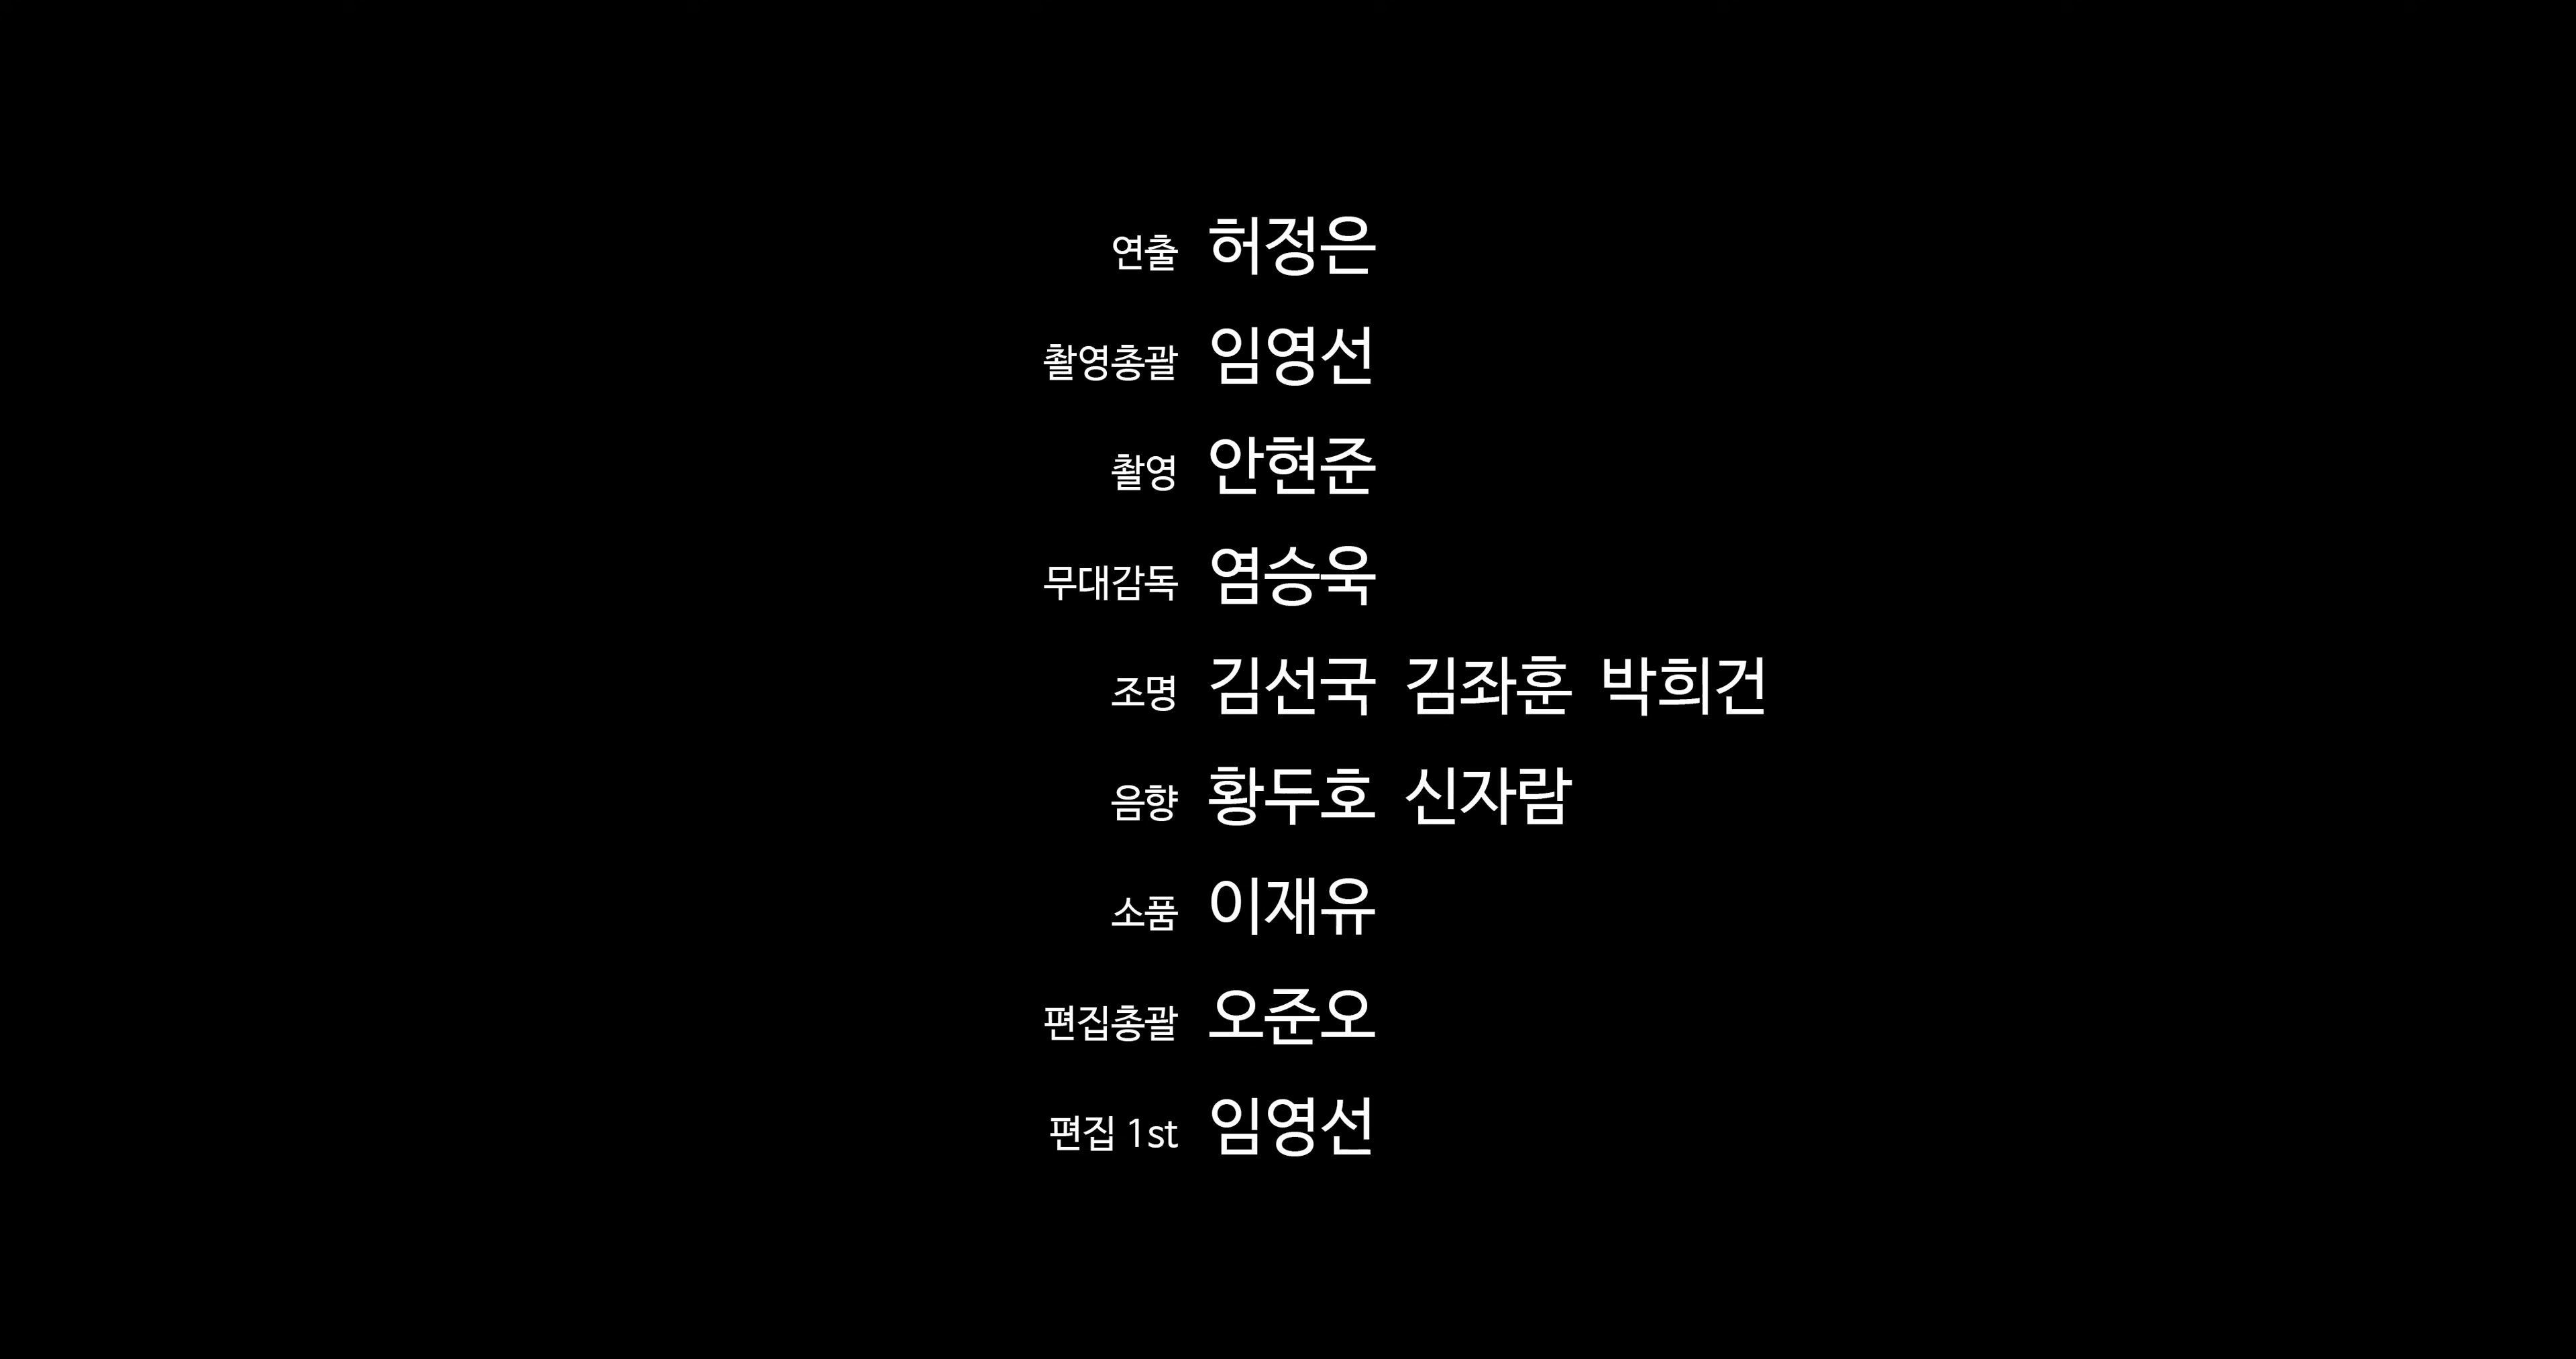 연출 허정은
촬영총괄 임영선
촬영 안현준
무대감독 염승욱
조명 김선국 김좌훈 박희건
음향 황두호 신자람
소품 이재유
편집총괄 오준오
편집 1st 임영선